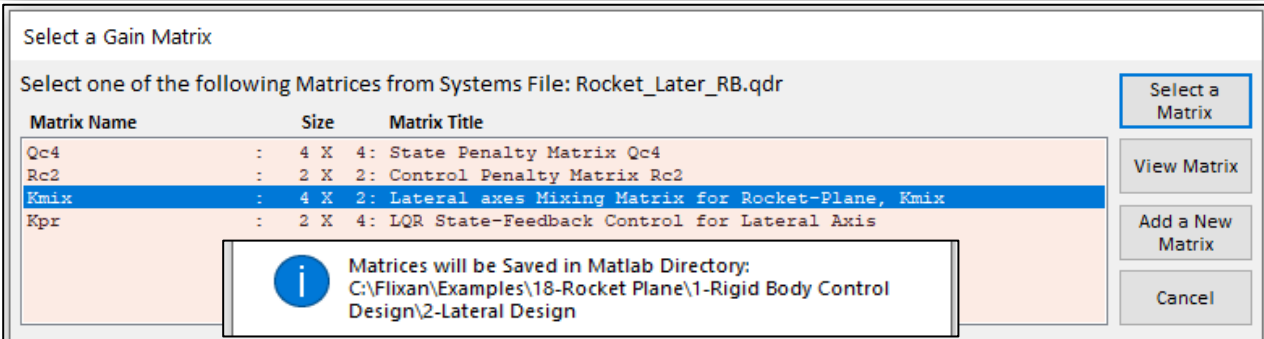 Select a Gain Matrix
Select one of the following Matrices from Systems File: Rocket_Later_RB.qdr
Matrix Name Size Matrix Title
Qc4 : 4 X 4: State Penalty Matrix Qc4
Rc2 : 2 X 2: Control Penalty Matrix Rc2
Kmix : 4 X 2: Lateral axes Mixing Matrix for Rocket-Plane, Kmix
Kpr : 2 X 4: LQR State-Feedback Control for Lateral Axis
Select a
Matrix
View Matrix
Add a New
Matrix
Cancel
i
Matrices will be Saved in Matlab Directory:
C:\Flixan\Examples\18-Rocket Plane\1-Rigid Body Control
Design\2-Lateral Design